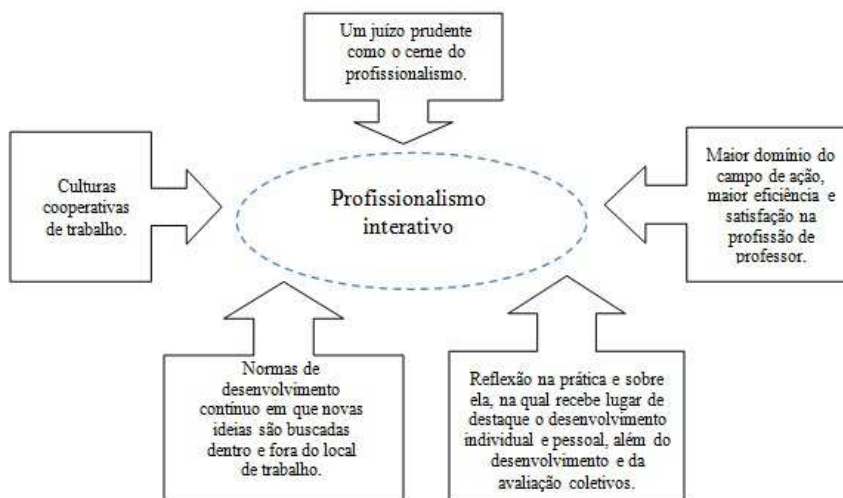 Um juízo prudente
como o cerne do
profissionalismo.
Culturas
cooperativas
de trabalho.
Profissionalismo
interativo
Maior domínio do
campo de ação,
maior eficiência e
satisfação na
profissão de
professor.
Normas de
desenvolvimento
contínuo em que novas
ideias são buscadas
dentro e fora do local
de trabalho.
Reflexão na prática e sobre
ela, na qual recebe lugar de
destaque o desenvolvimento
individual e pessoal, além do
desenvolvimento e da
avaliação coletivos.